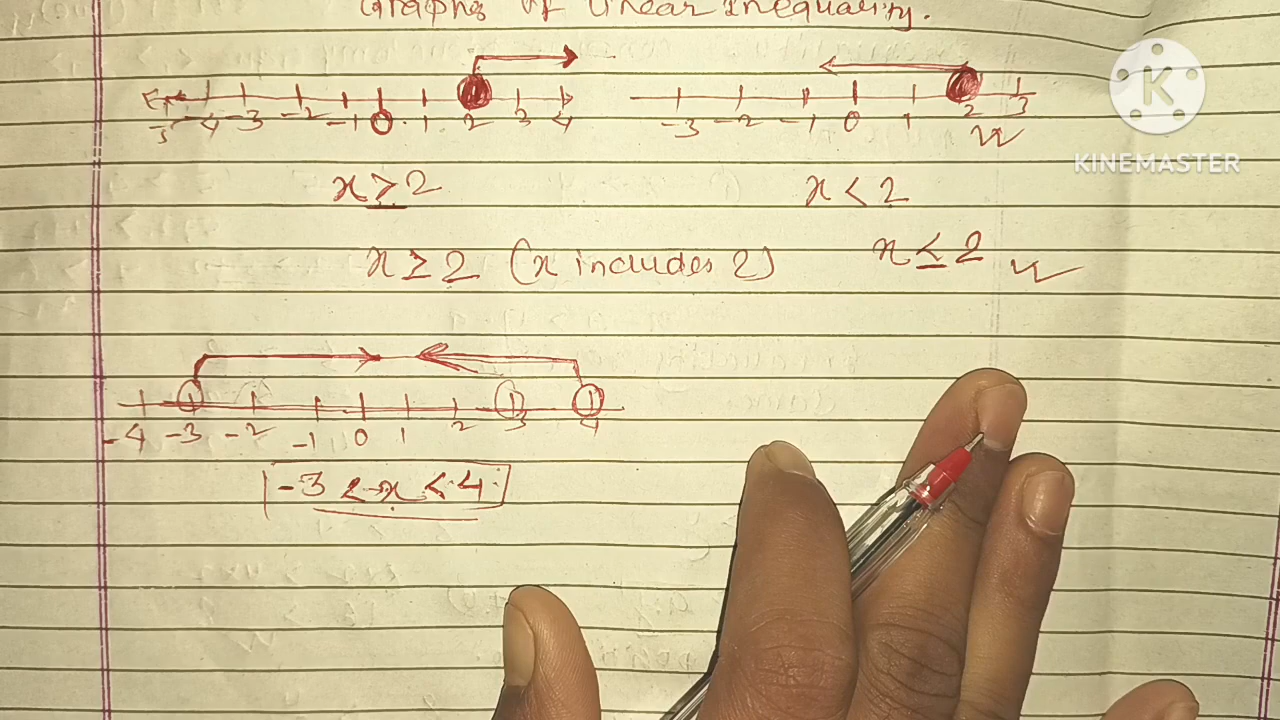 Graphs of Linear Inequality.
-4 -3 -2 -1 0 1 2 3 4
-3 -2 -1 0 1 2 3
K
KINEMASTER
x ≥ 2
x < 2
x ≥ 2 (x includes 2)
x ≤ 2
-4 -3 -2 -1 0 1 2 3 4
-3 < x < 4